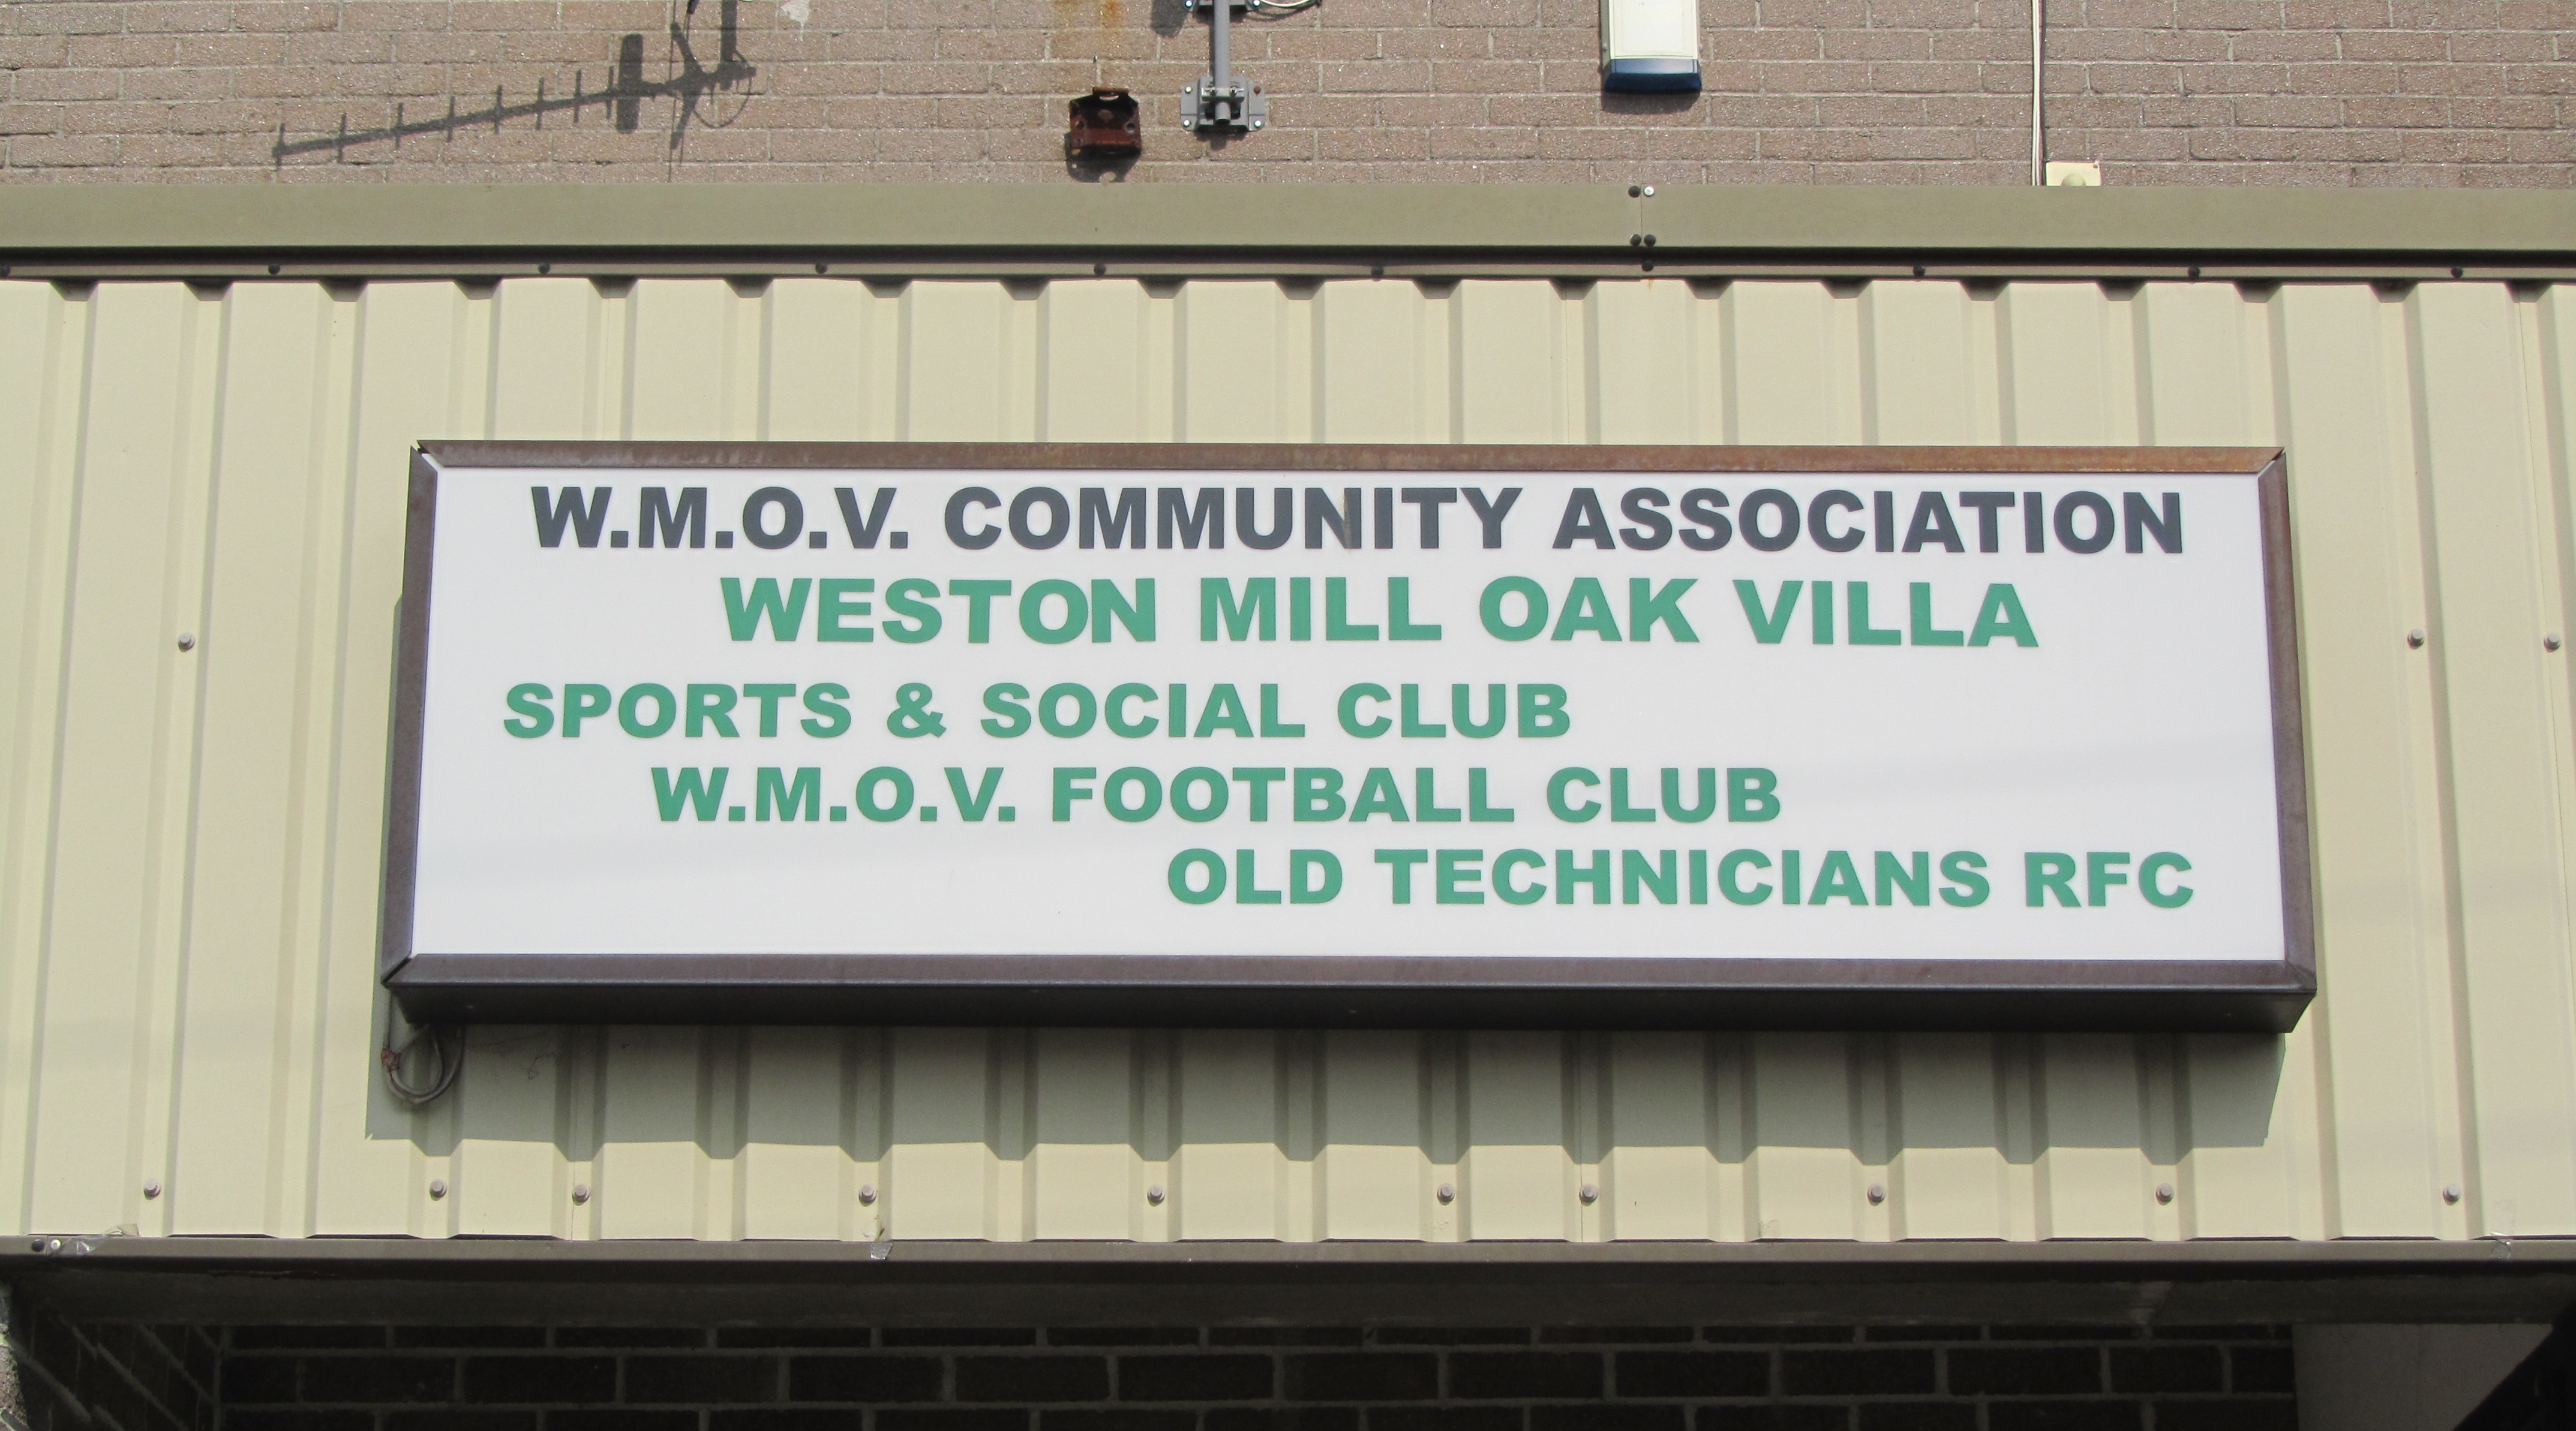 W.M.O.V. COMMUNITY ASSOCIATION
WESTON MILL OAK VILLA
SPORTS & SOCIAL CLUB
W.M.O.V. FOOTBALL CLUB
OLD TECHNICIANS RFC